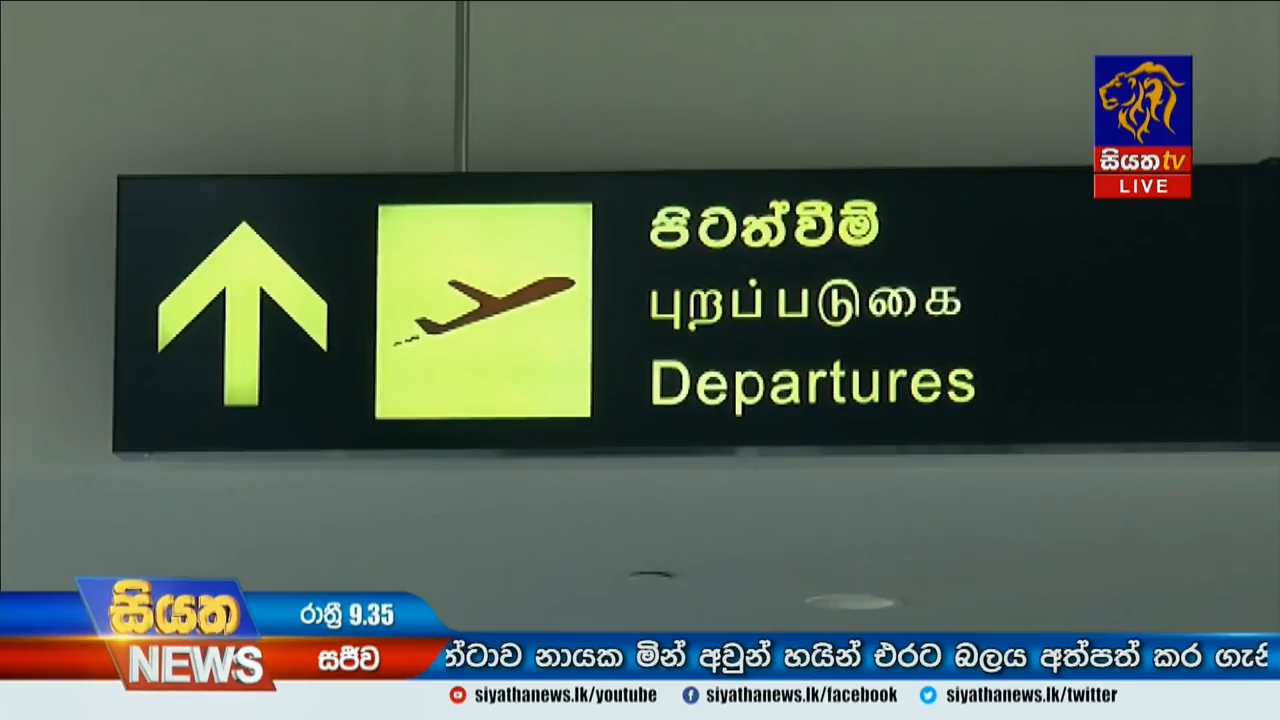 සියත tv
LIVE
පිටත්වීම්
புறப்படுகை
Departures
සියත
NEWS
රාත්‍රී 9.35
සජීව
න්ටාව නායක මින් අවුන් හයින් එරට බලය අත්පත් කර ගැනි
siyathanews.lk/youtube
siyathanews.lk/facebook
siyathanews.lk/twitter